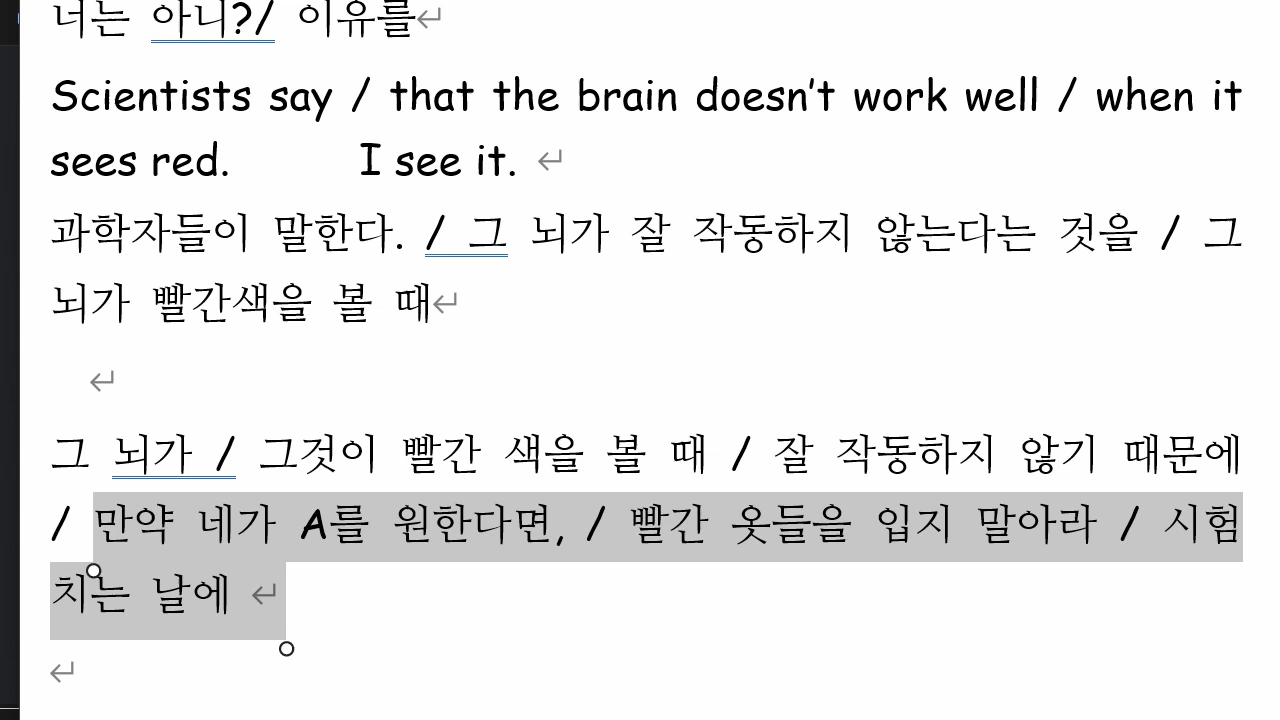 너는 아니?/ 이유를
Scientists say / that the brain doesn't work well / when it
sees red. I see it.
과학자들이 말한다. / 그 뇌가 잘 작동하지 않는다는 것을 / 그
뇌가 빨간색을 볼 때
그 뇌가 / 그것이 빨간 색을 볼 때 / 잘 작동하지 않기 때문에
/ 만약 네가 A를 원한다면, / 빨간 옷들을 입지 말아라 / 시험
치는 날에